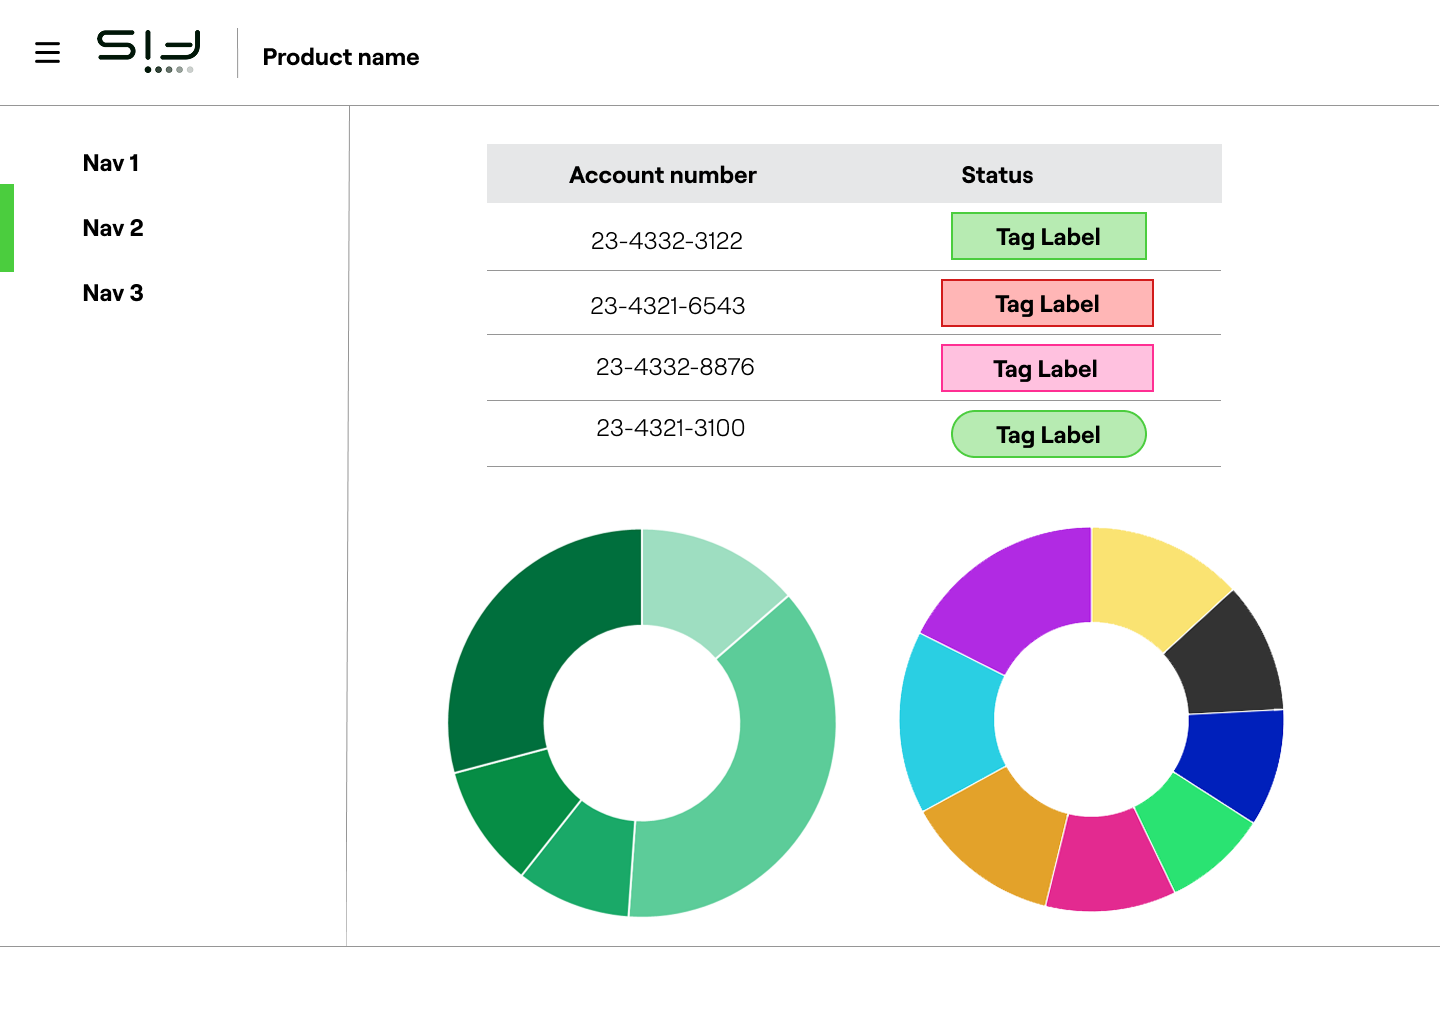 Product name
Nav 1
Nav 2
Nav 3
Account number Status
23-4332-3122 Tag Label
23-4321-6543 Tag Label
23-4332-8876 Tag Label
23-4321-3100 Tag Label